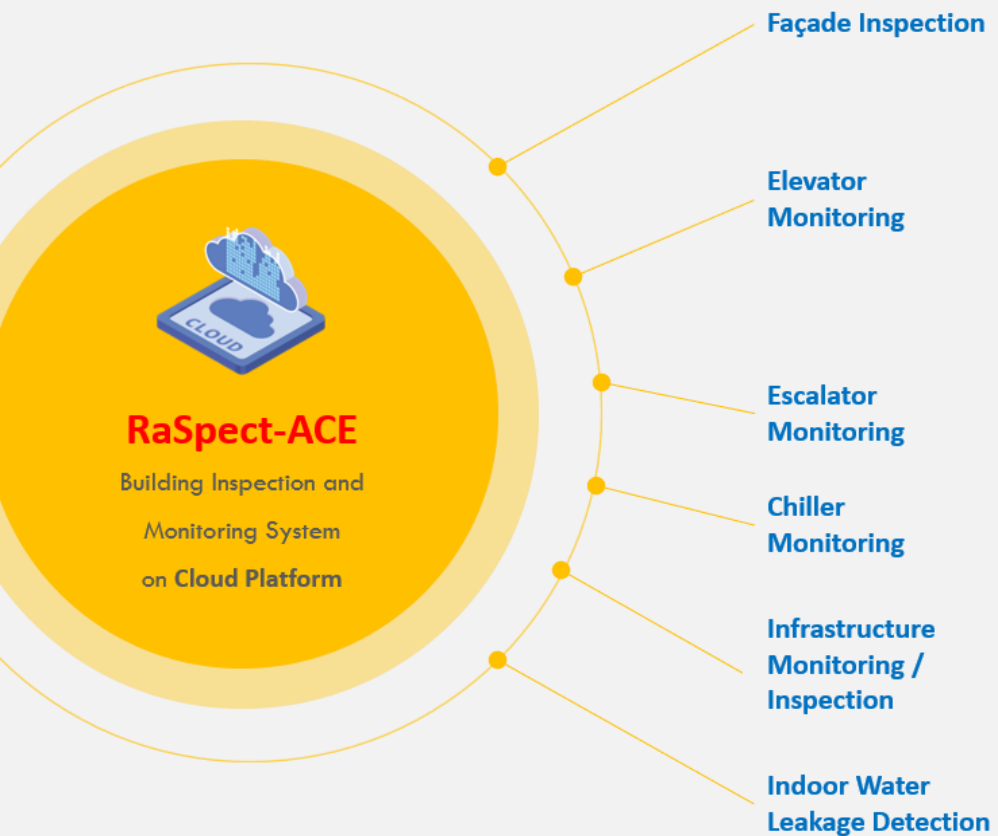 Façade Inspection
Elevator
Monitoring
Escalator
Monitoring
Chiller
Monitoring
Infrastructure
Monitoring /
Inspection
Indoor Water
Leakage Detection
CLOUD
RaSpect-ACE
Building Inspection and
Monitoring System
on Cloud Platform